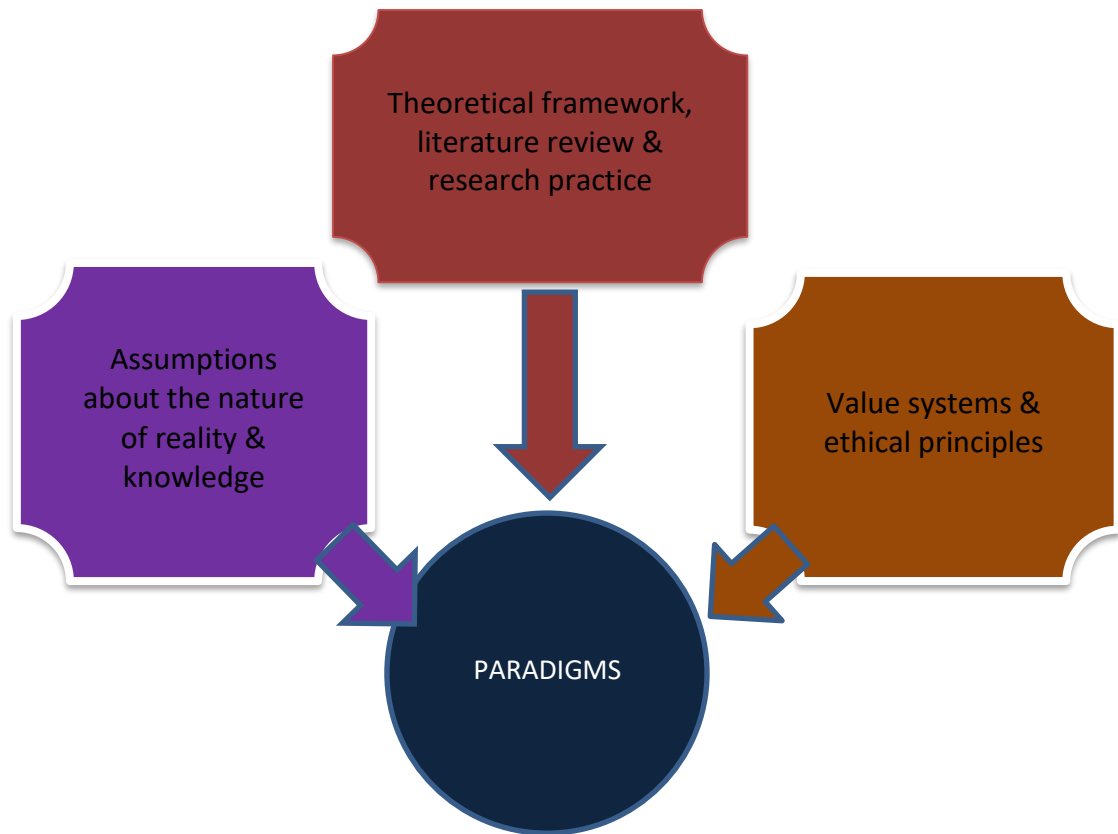 Theoretical framework,
literature review &
research practice
Assumptions
about the nature
of reality &
knowledge
Value systems &
ethical principles
PARADIGMS